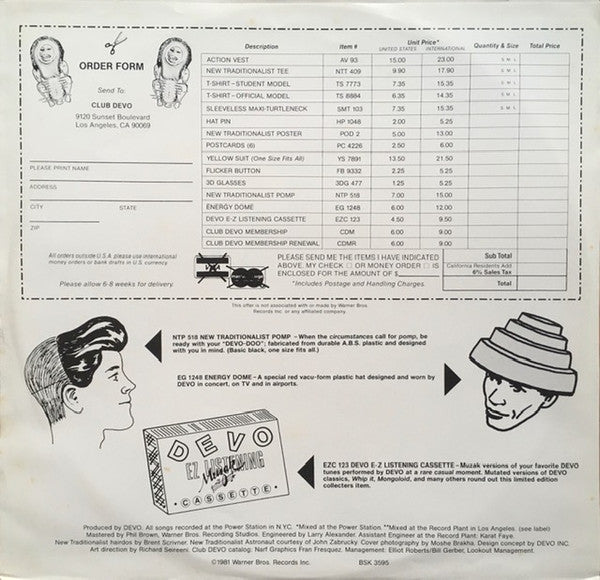 ORDER FORM
Send To:
CLUB DEVO
9120 Sunset Boulevard
Los Angeles, CA 90069
PLEASE PRINT NAME
ADDRESS
CITY STATE
ZIP
All orders outside U.S.A. please use international
money orders or bank drafts in U.S. currency.
Please allow 6-8 weeks for delivery.
Description Item # Unit Price* Quantity & Size Total Price
UNITED STATES INTERNATIONAL
ACTION VEST AV 93 15.00 23.00 S M L
NEW TRADITIONALIST TEE NTT 409 9.90 17.90 S M L
T-SHIRT–STUDENT MODEL TS 7773 7.35 15.35 S M L
T-SHIRT–OFFICIAL MODEL TS 8884 6.35 14.35 S M L
SLEEVELESS MAXI-TURTLENECK SMT 103 7.35 15.35 S M L
HAT PIN HP 1048 2.00 5.25
NEW TRADITIONALIST POSTER POD 2 5.00 13.00
POSTCARDS (6) PC 4226 2.50 6.00
YELLOW SUIT (One Size Fits All) YS 7891 13.50 21.50
FLICKER BUTTON FB 9332 2.25 5.25
3D GLASSES 3DG 477 1.25 5.25
NEW TRADITIONALIST POMP NTP 518 7.00 15.00
ENERGY DOME EG 1248 6.00 12.00
DEVO E-Z LISTENING CASSETTE EZC 123 4.50 9.50
CLUB DEVO MEMBERSHIP CDM 6.00 9.00
CLUB DEVO MEMBERSHIP RENEWAL CDMR 6.00 9.00
PLEASE SEND ME THE ITEMS I HAVE INDICATED
ABOVE. MY CHECK □ OR MONEY ORDER □ IS
ENCLOSED FOR THE AMOUNT OF $
*Includes Postage and Handling Charges.
Sub Total
California Residents Add
6% Sales Tax
Total
This offer is not associated with or made by Warner Bros.
Records Inc. or any affiliated company.
NTP 518 NEW TRADITIONALIST POMP – When the circumstances call for pomp, be
ready with your "DEVO-DOO"; fabricated from durable A.B.S. plastic and designed
with you in mind. (Basic black, one size fits all.)
EG 1248 ENERGY DOME – A special red vacu-form plastic hat designed and worn by
DEVO in concert, on TV and in airports.
DEVO
EZ LISTENING
Muzak
• CASSETTE •
EZC 123 DEVO E-Z LISTENING CASSETTE – Muzak versions of your favorite DEVO
tunes performed by DEVO at a rare casual moment. Mutated versions of DEVO
classics, Whip it, Mongoloid, and many others round out this limited edition
collecters item.
Produced by DEVO. All songs recorded at the Power Station in N.Y.C. *Mixed at the Power Station. **Mixed at the Record Plant in Los Angeles. (see label)
Mastered by Phil Brown, Warner Bros. Recording Studios. Engineered by Larry Alexander. Assistant Engineer at the Record Plant: Karat Faye.
New Traditionalist hairdos by Brent Scrivner. New Traditionalist Astronaut courtesy of John Zabrucky. Cover photography by Moshe Brakha. Design concept by DEVO INC.
Art direction by Richard Seireeni. Club DEVO catalog: Narf Graphics Fran Fresquez. Management: Elliot Roberts/Bill Gerber, Lookout Management.
©1981 Warner Bros. Records Inc. BSK 3595